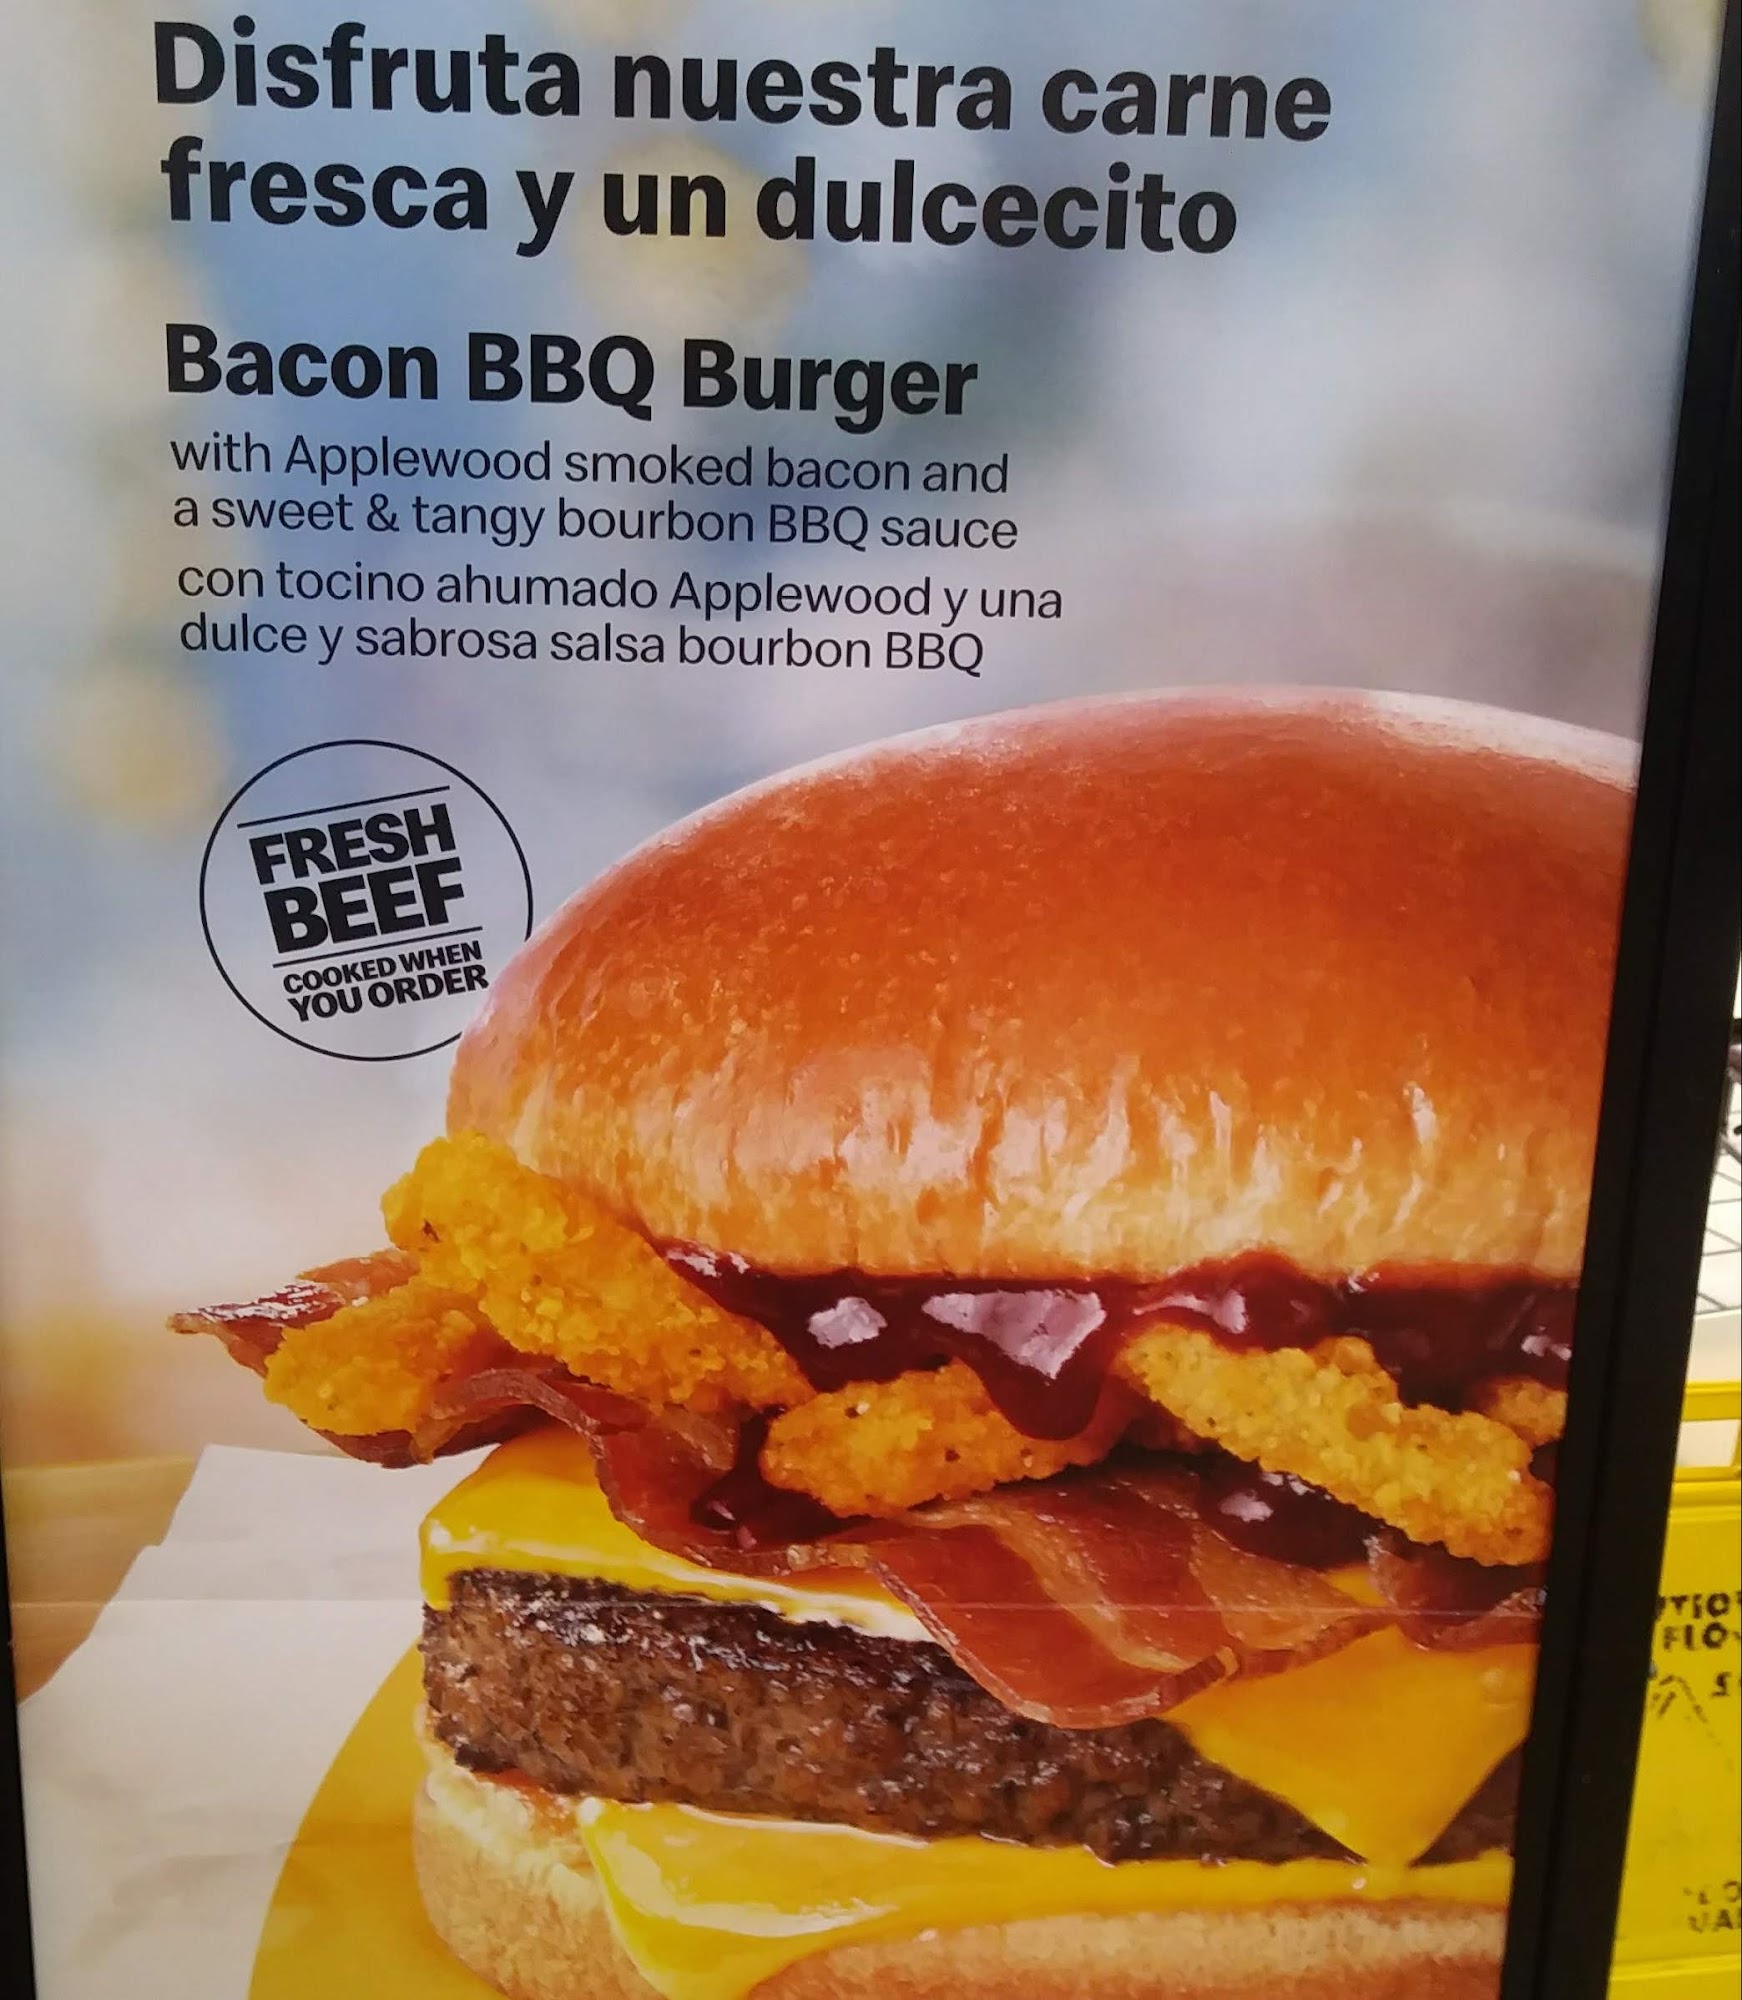 Disfruta nuestra carne
fresca y un dulcecito
Bacon BBQ Burger
with Applewood smoked bacon and
a sweet & tangy bourbon BBQ sauce
con tocino ahumado Applewood y una
dulce y sabrosa salsa bourbon BBQ
FRESH
BEEF
COOKED WHEN
YOU ORDER